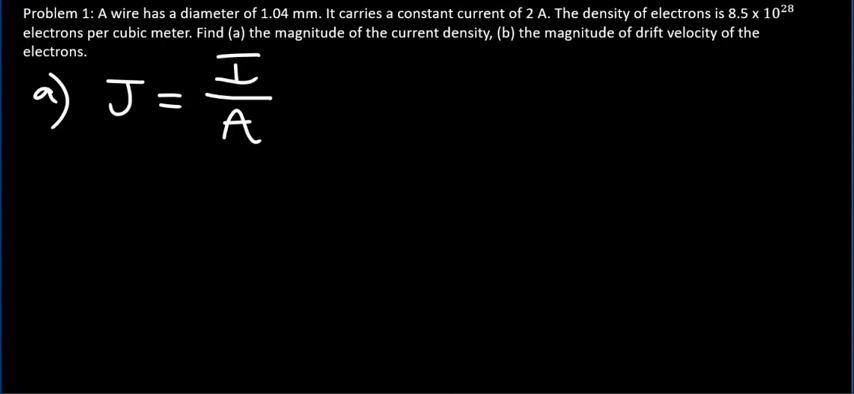 Problem 1: A wire has a diameter of 1.04 mm. It carries a constant current of 2 A. The density of electrons is 8.5 x 10²⁸
electrons per cubic meter. Find (a) the magnitude of the current density, (b) the magnitude of drift velocity of the
electrons.
a) J = I / A